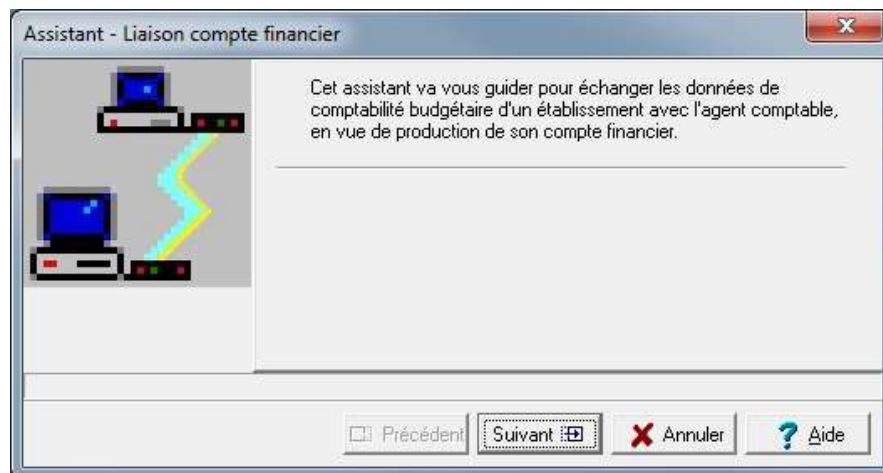 Assistant - Liaison compte financier
Cet assistant va vous guider pour échanger les données de
comptabilité budgétaire d'un établissement avec l'agent comptable,
en vue de production de son compte financier.
Précédent
Suivant
Annuler
Aide